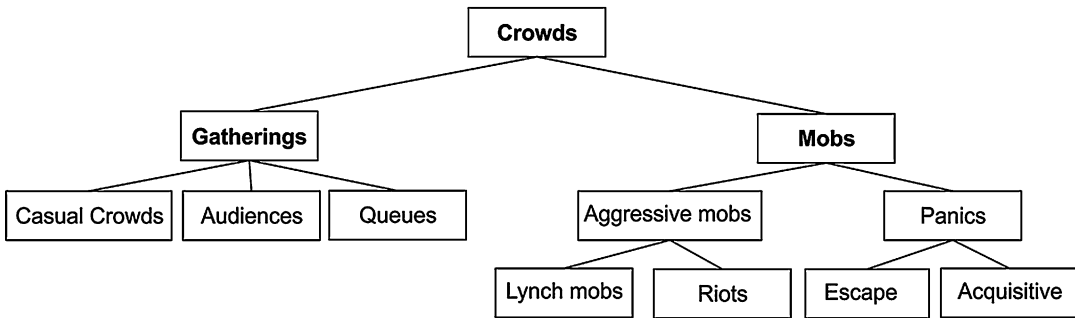 Crowds
Gatherings
Mobs
Casual Crowds
Audiences
Queues
Aggressive mobs
Panics
Lynch mobs
Riots
Escape
Acquisitive